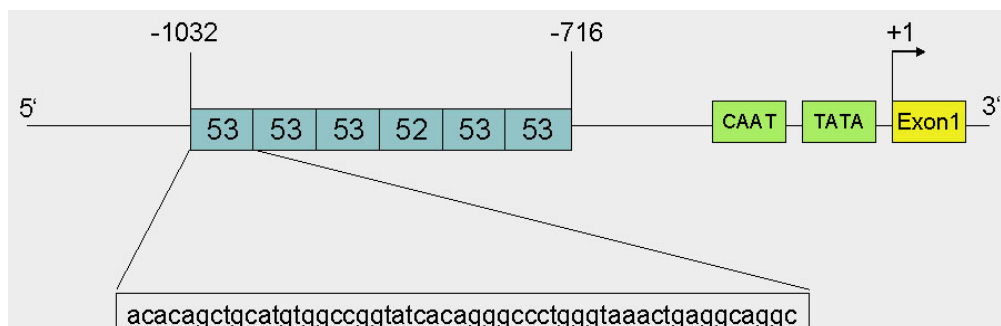 -1032 -716 +1
5' 3'
53 53 53 52 53 53 CAAT TATA Exon1
acacagctgcatgtggccggtatcacagggccctgggtaaactgaggcaggc